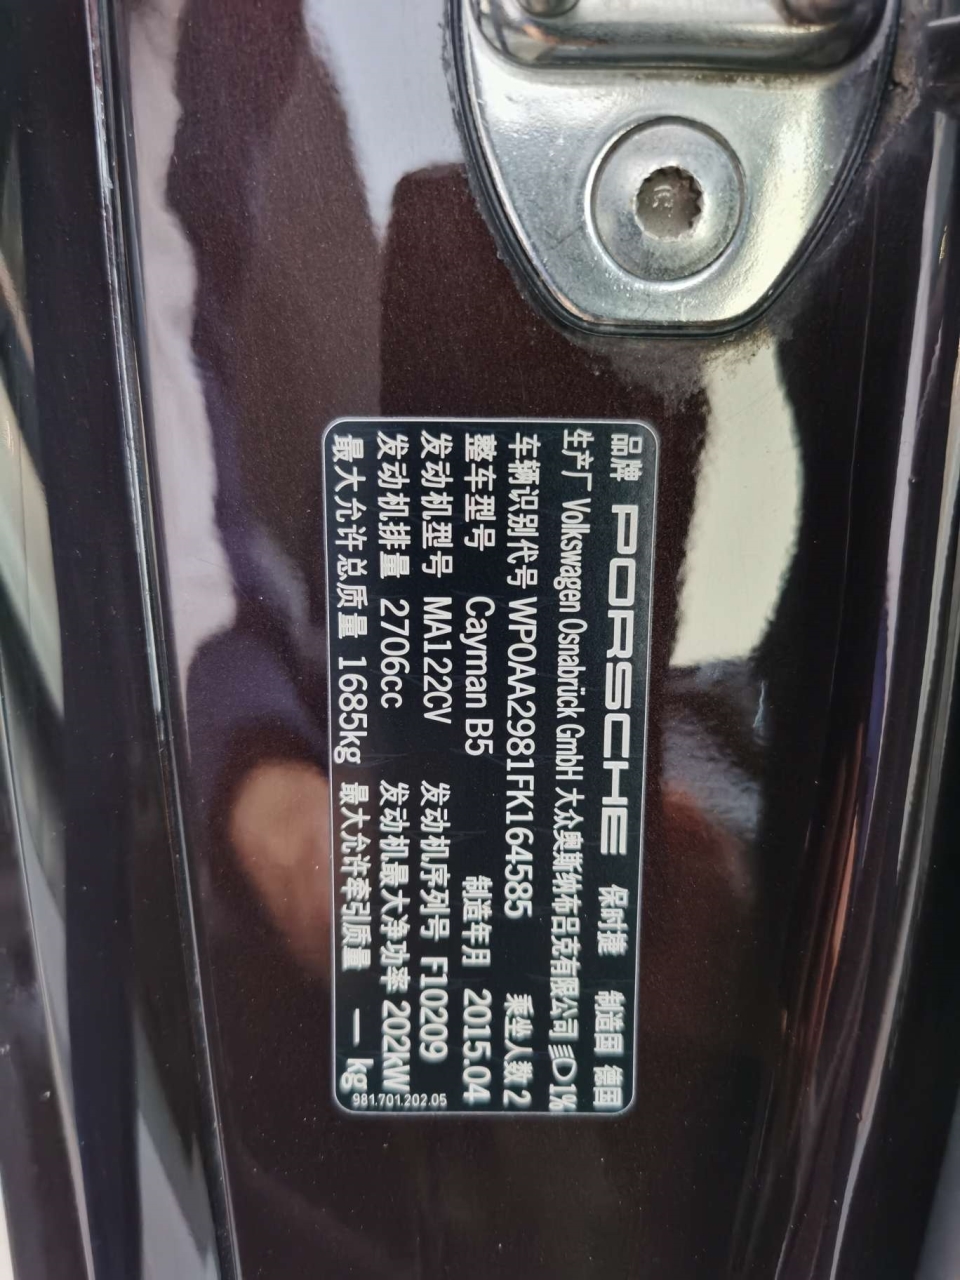 品牌 PORSCHE 保时捷 制造国 德国
生产厂 Volkswagen Osnabrück GmbH 大众奥斯纳布吕克有限公司 1%
车辆识别代号 WP0AA2981FK164585 乘坐人数 2
整车型号 Cayman B5 制造年月 2015.04
发动机型号 MA122CV 发动机序列号 F10209
发动机排量 2706cc 发动机最大净功率 202kW
最大允许总质量 1685kg 最大允许牵引质量 — kg
981.701.202.05